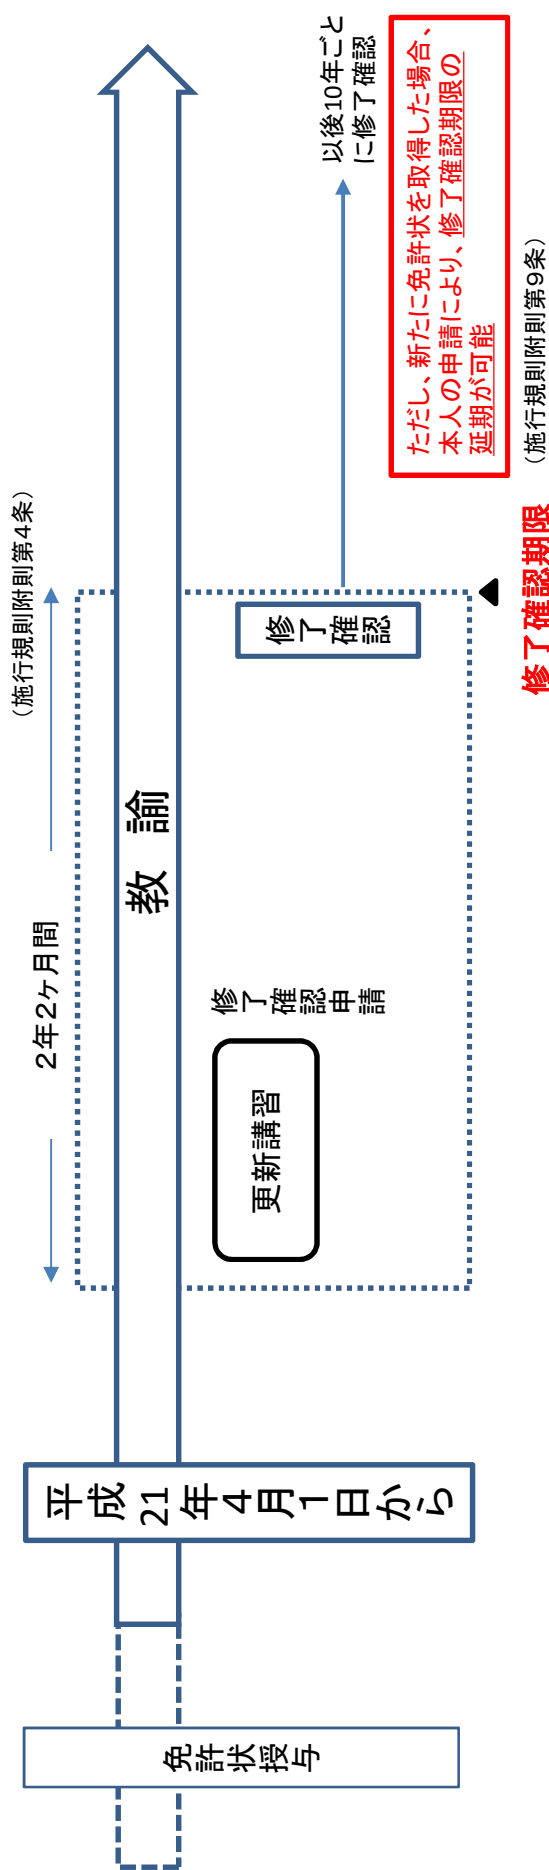 免許状授与
平成21年4月1日から
2年2ヶ月間
（施行規則附則第4条）
教　諭
更新講習
修了確認申請
修了確認
以後10年ごと
に修了確認
ただし、新たに免許状を取得した場合、
本人の申請により、修了確認期限の
延期が可能
修了確認期限
（施行規則附則第9条）